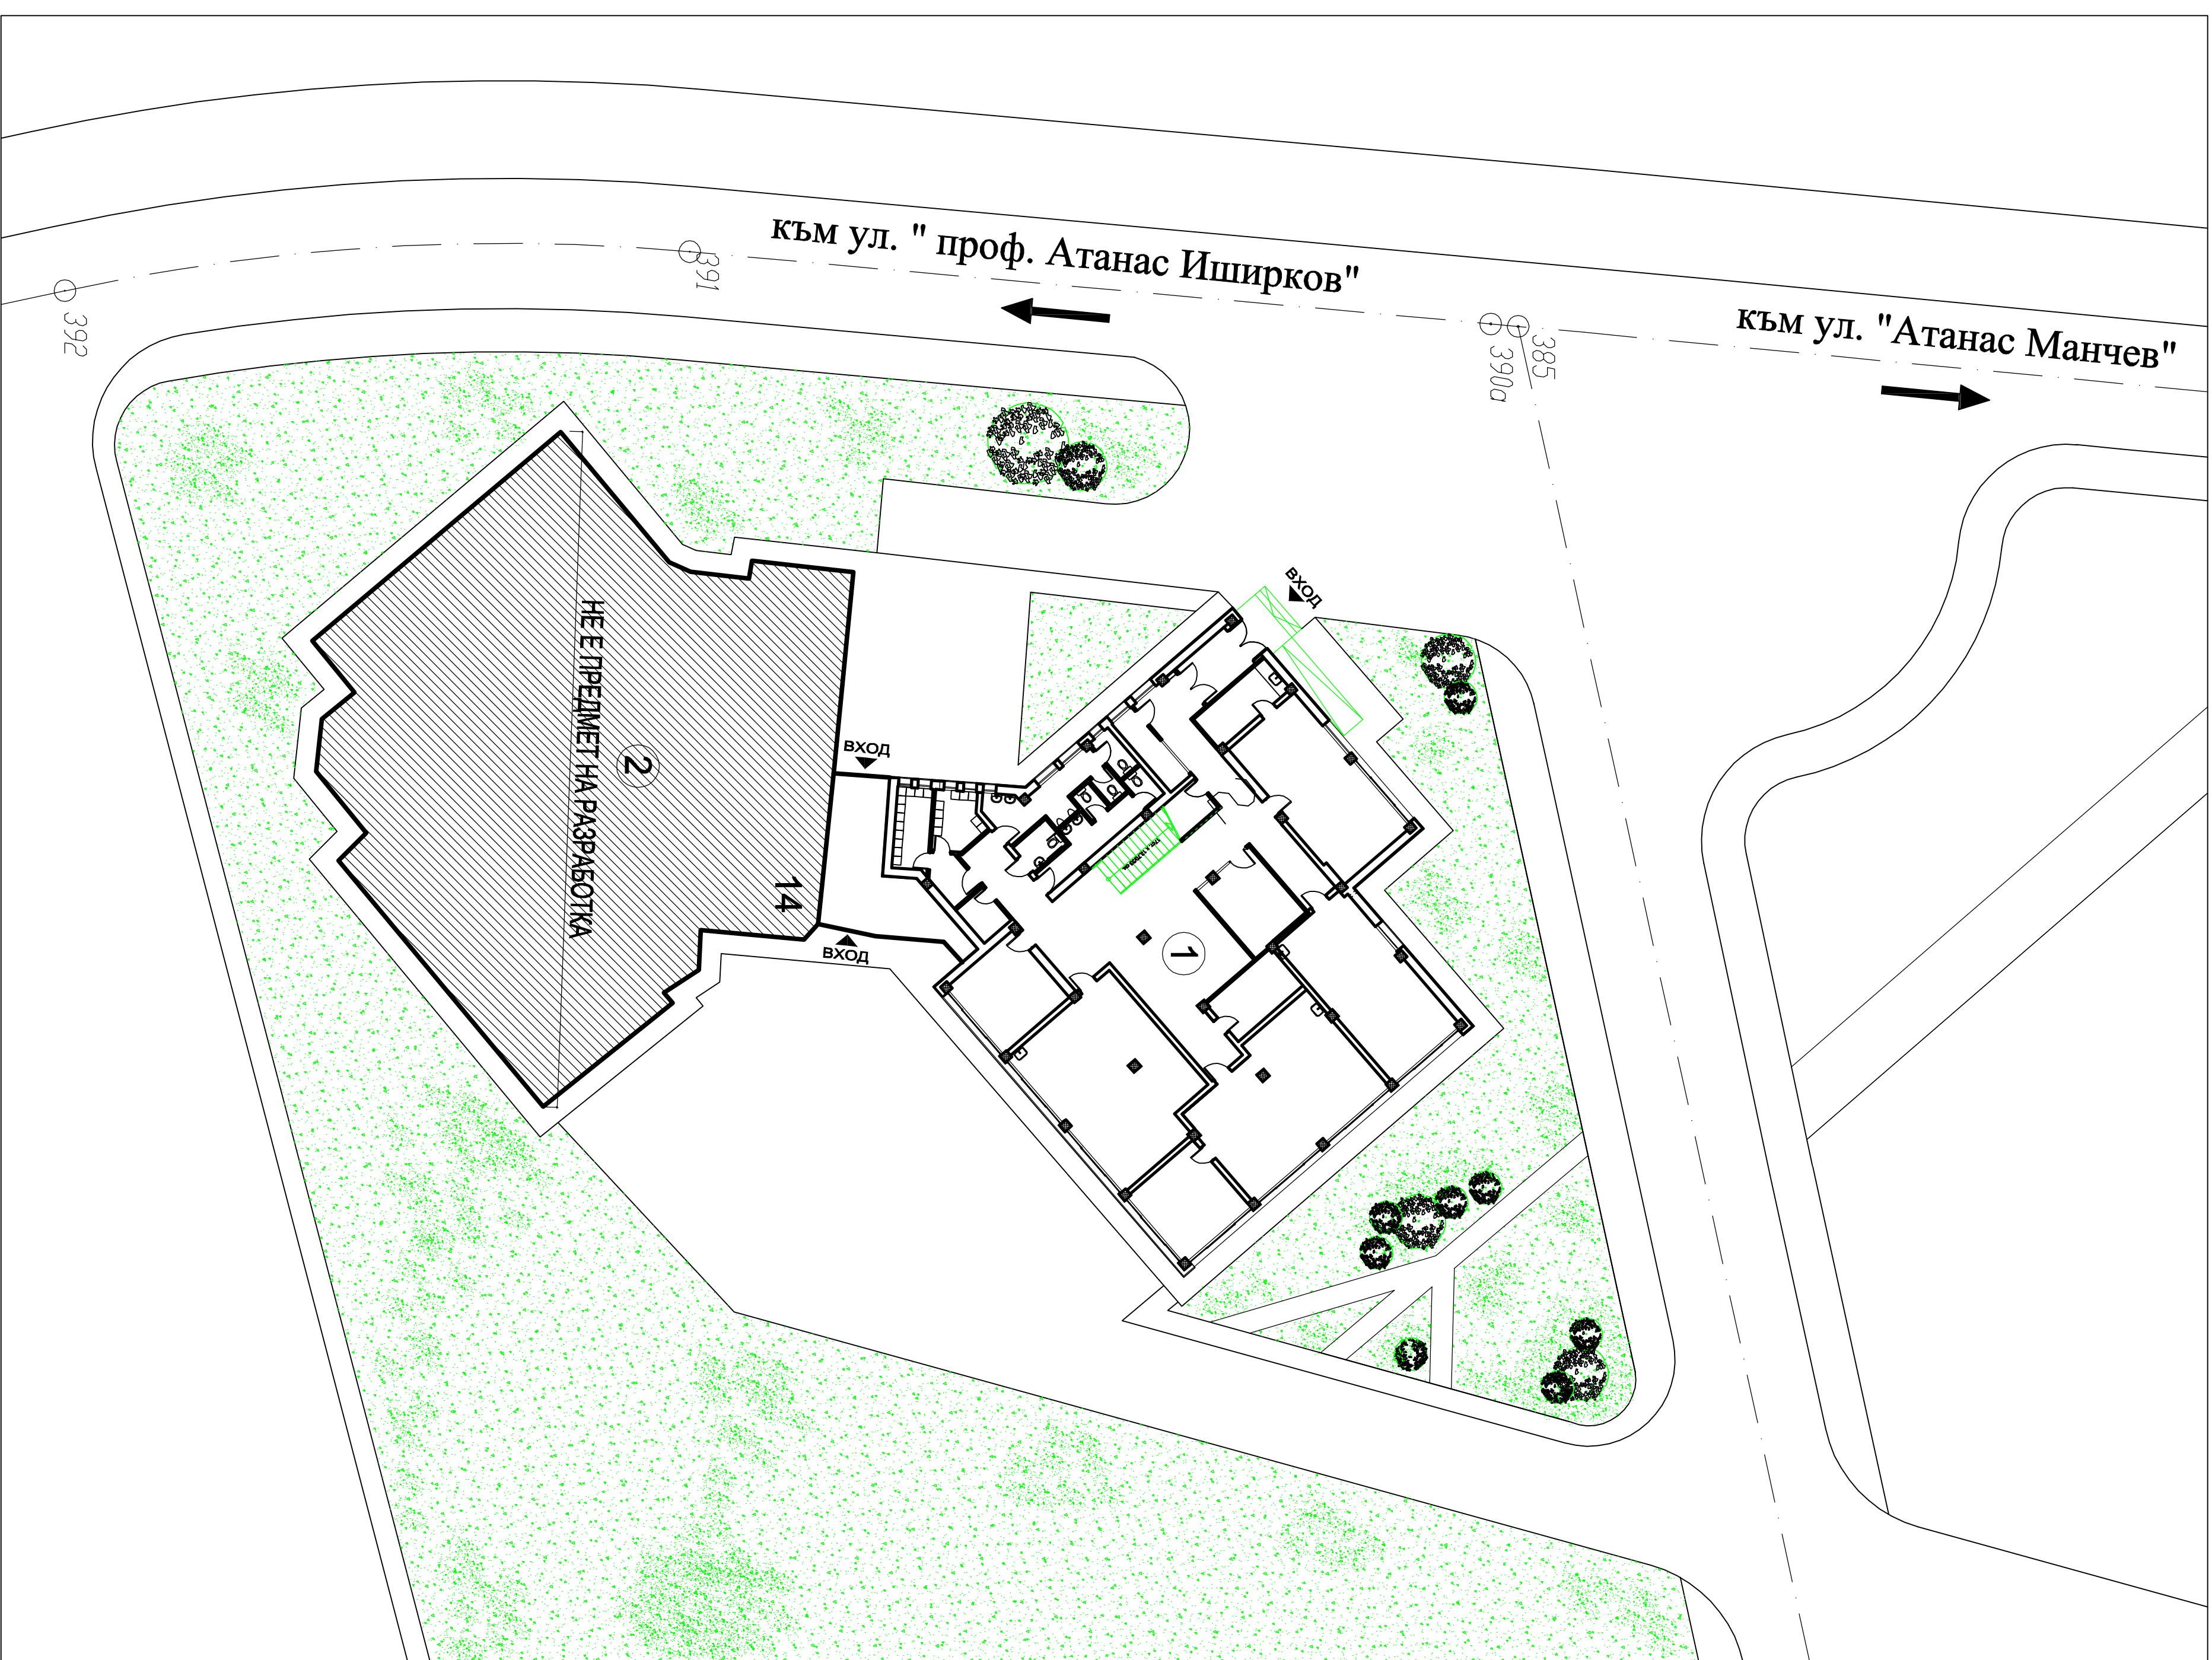 към ул. " проф. Атанас Иширков"
към ул. "Атанас Манчев"
391
392
385
390а
ВХОД
НЕ Е ПРЕДМЕТ НА РАЗРАБОТКА
2
ВХОД
14
ВХОД
1